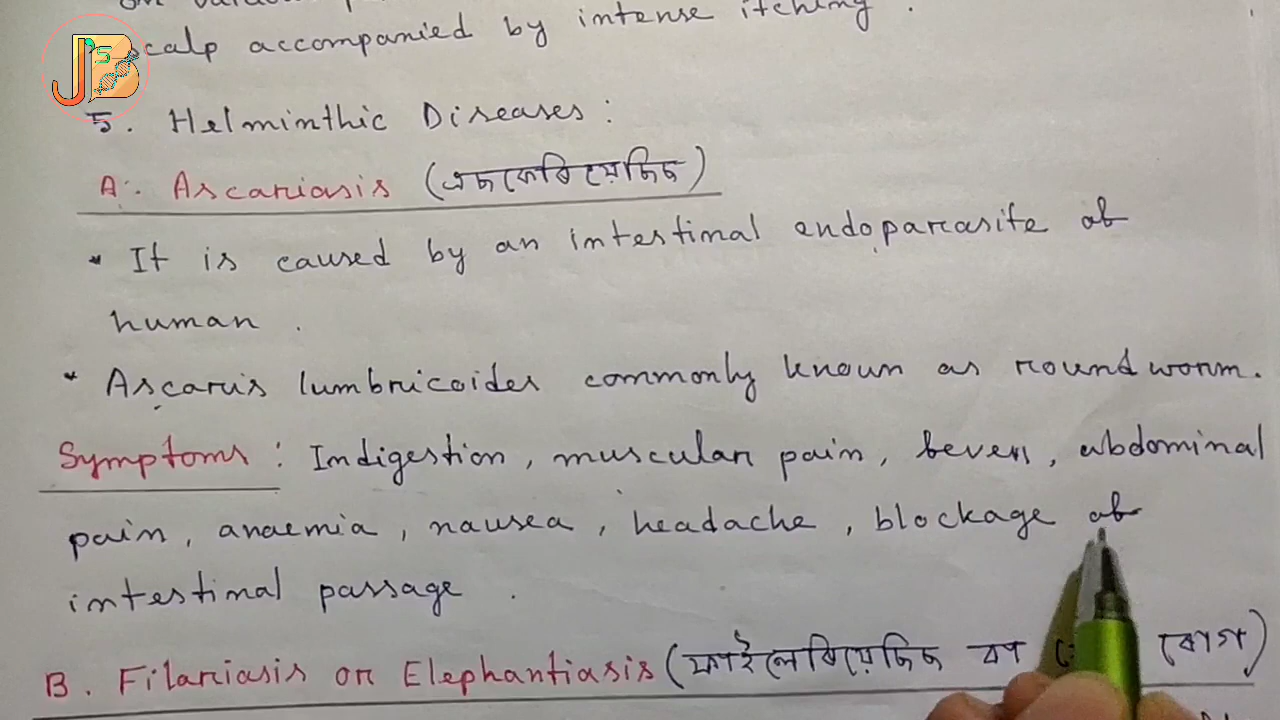 scalp accompanied by intense itching.
JBS
5. Helminthic Diseases:
A. Ascariasis (এসকেৰিয়েজিজ)
* It is caused by an intestinal endoparasite of
human.
* Ascaris lumbricoides commonly known as roundworm.
Symptoms: Indigestion, muscular pain, fever, abdominal
pain, anaemia, nausea, headache, blockage of
intestinal passage.
B. Filariasis or Elephantiasis (ফাইলেৰিয়েজিজ বা ৰোগ)